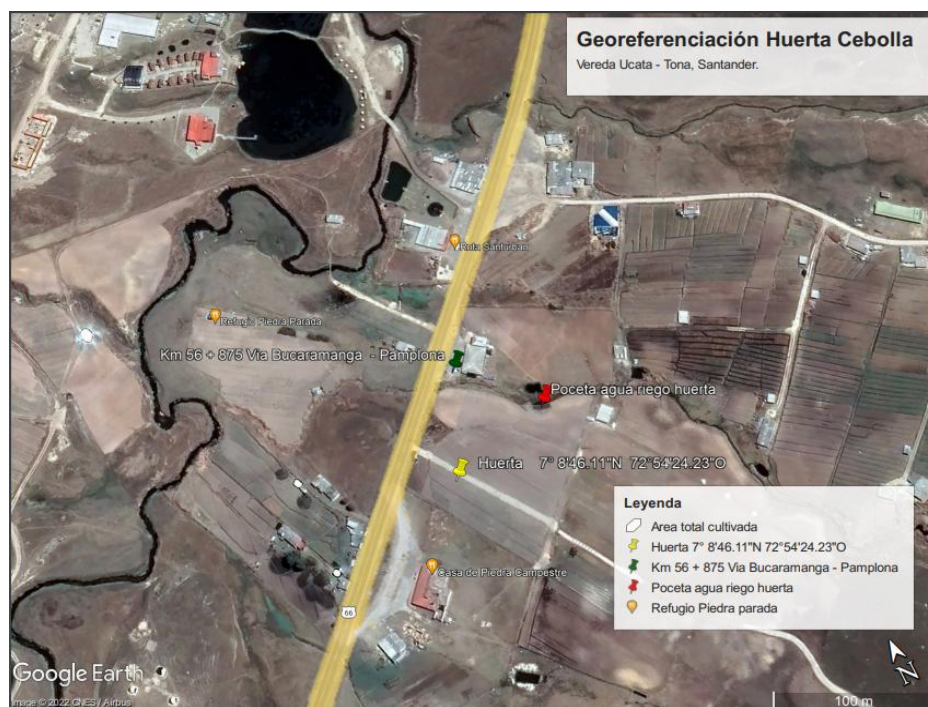 Georeferenciación Huerta Cebolla
Vereda Ucata - Tona, Santander.
Ruta Santurban
Refugio Piedra Parada
Km 56 + 875 Via Bucaramanga - Pamplona
Poceta agua riego huerta
Huerta 7° 8'46.11"N 72°54'24.23"O
Leyenda
Area total cultivada
Huerta 7° 8'46.11"N 72°54'24.23"O
Km 56 + 875 Via Bucaramanga - Pamplona
Poceta agua riego huerta
Refugio Piedra parada
Casa de Piedra Campestre
66
N
Google Earth
Image © 2022 CNES / Airbus
100 m